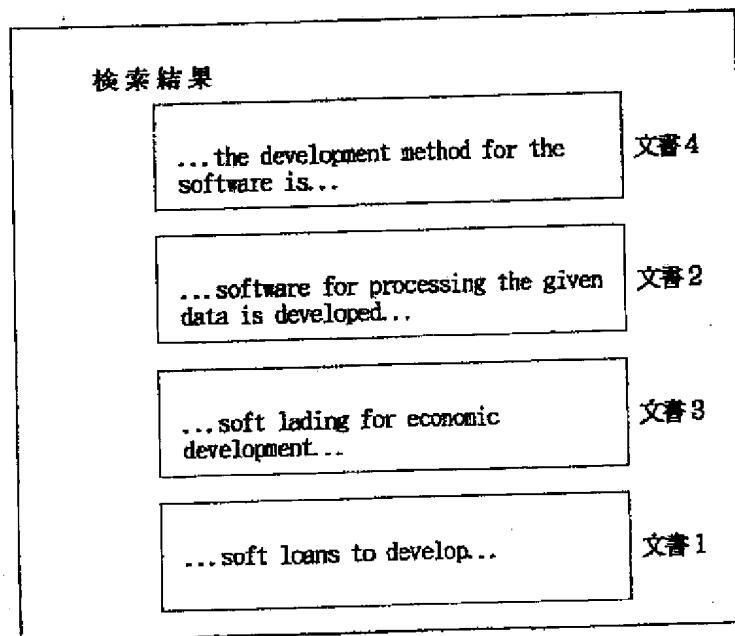 検索結果
...the development method for the
software is...
文書4
...software for processing the given
data is developed...
文書2
...soft lading for economic
development...
文書3
...soft loans to develop...
文書1